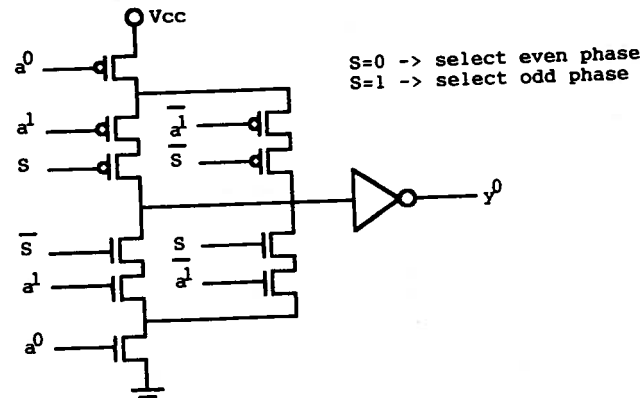 Vcc
S=0 -> select even phase
S=1 -> select odd phase
a⁰
a¹
a̅¹
S
S̅
y⁰
S̅
S
a¹
a̅¹
a⁰